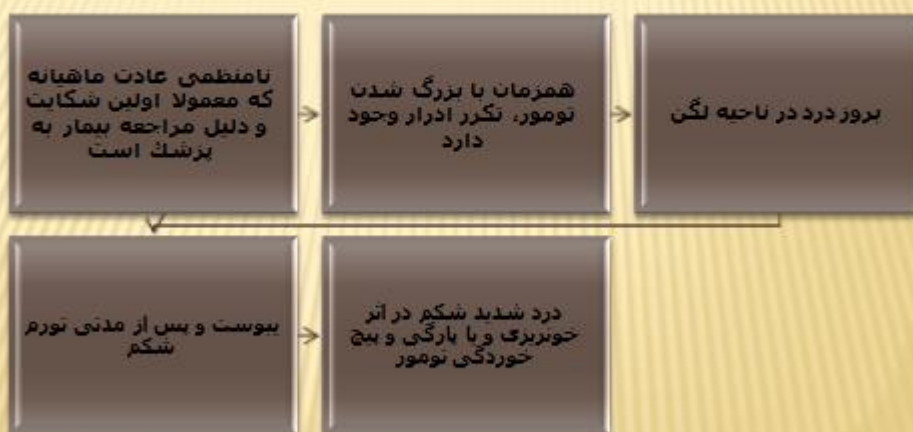 نامنظمی عادت ماهیانه
که معمولا اولین شکایت
و دلیل مراجعه بیمار به
پزشك است
همزمان با بزرگ شدن
تومور، تکرر ادرار وجود
دارد
بروز درد در ناحیه لگن
یبوست و پس از مدتی تورم
شکم
درد شدید شکم در اثر
خونریزی و یا پارگی و پیچ
خوردگی تومور